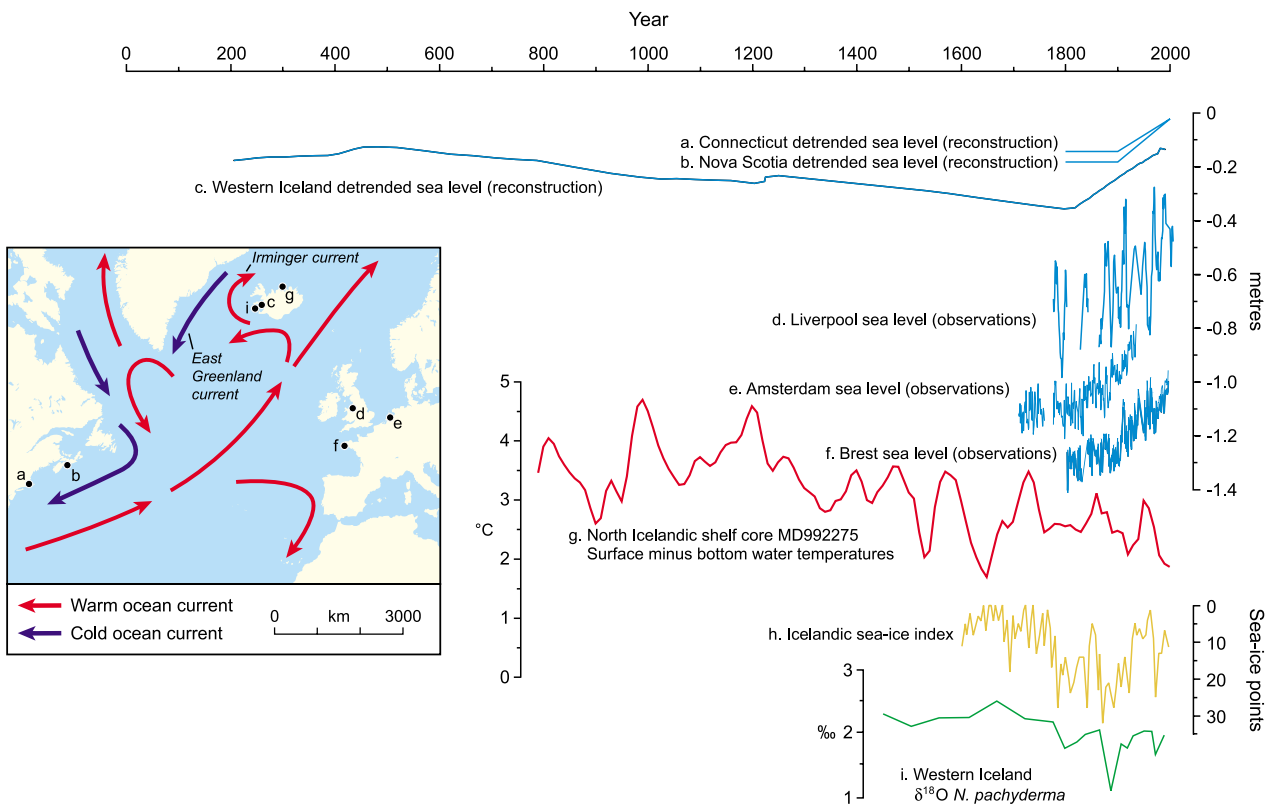 Year
0 200 400 600 800 1000 1200 1400 1600 1800 2000
a. Connecticut detrended sea level (reconstruction)
b. Nova Scotia detrended sea level (reconstruction)
c. Western Iceland detrended sea level (reconstruction)
0
-0.2
-0.4
-0.6
-0.8
-1.0
-1.2
-1.4
metres
d. Liverpool sea level (observations)
e. Amsterdam sea level (observations)
f. Brest sea level (observations)
Irminger current
g
i
c
East
Greenland
current
d
e
f
a
b
Warm ocean current
Cold ocean current
0 km 3000
5
4
3
2
1
0
°C
g. North Icelandic shelf core MD992275
Surface minus bottom water temperatures
h. Icelandic sea-ice index
0
10
20
30
Sea-ice points
3
2
1
‰
i. Western Iceland
δ¹⁸O N. pachyderma